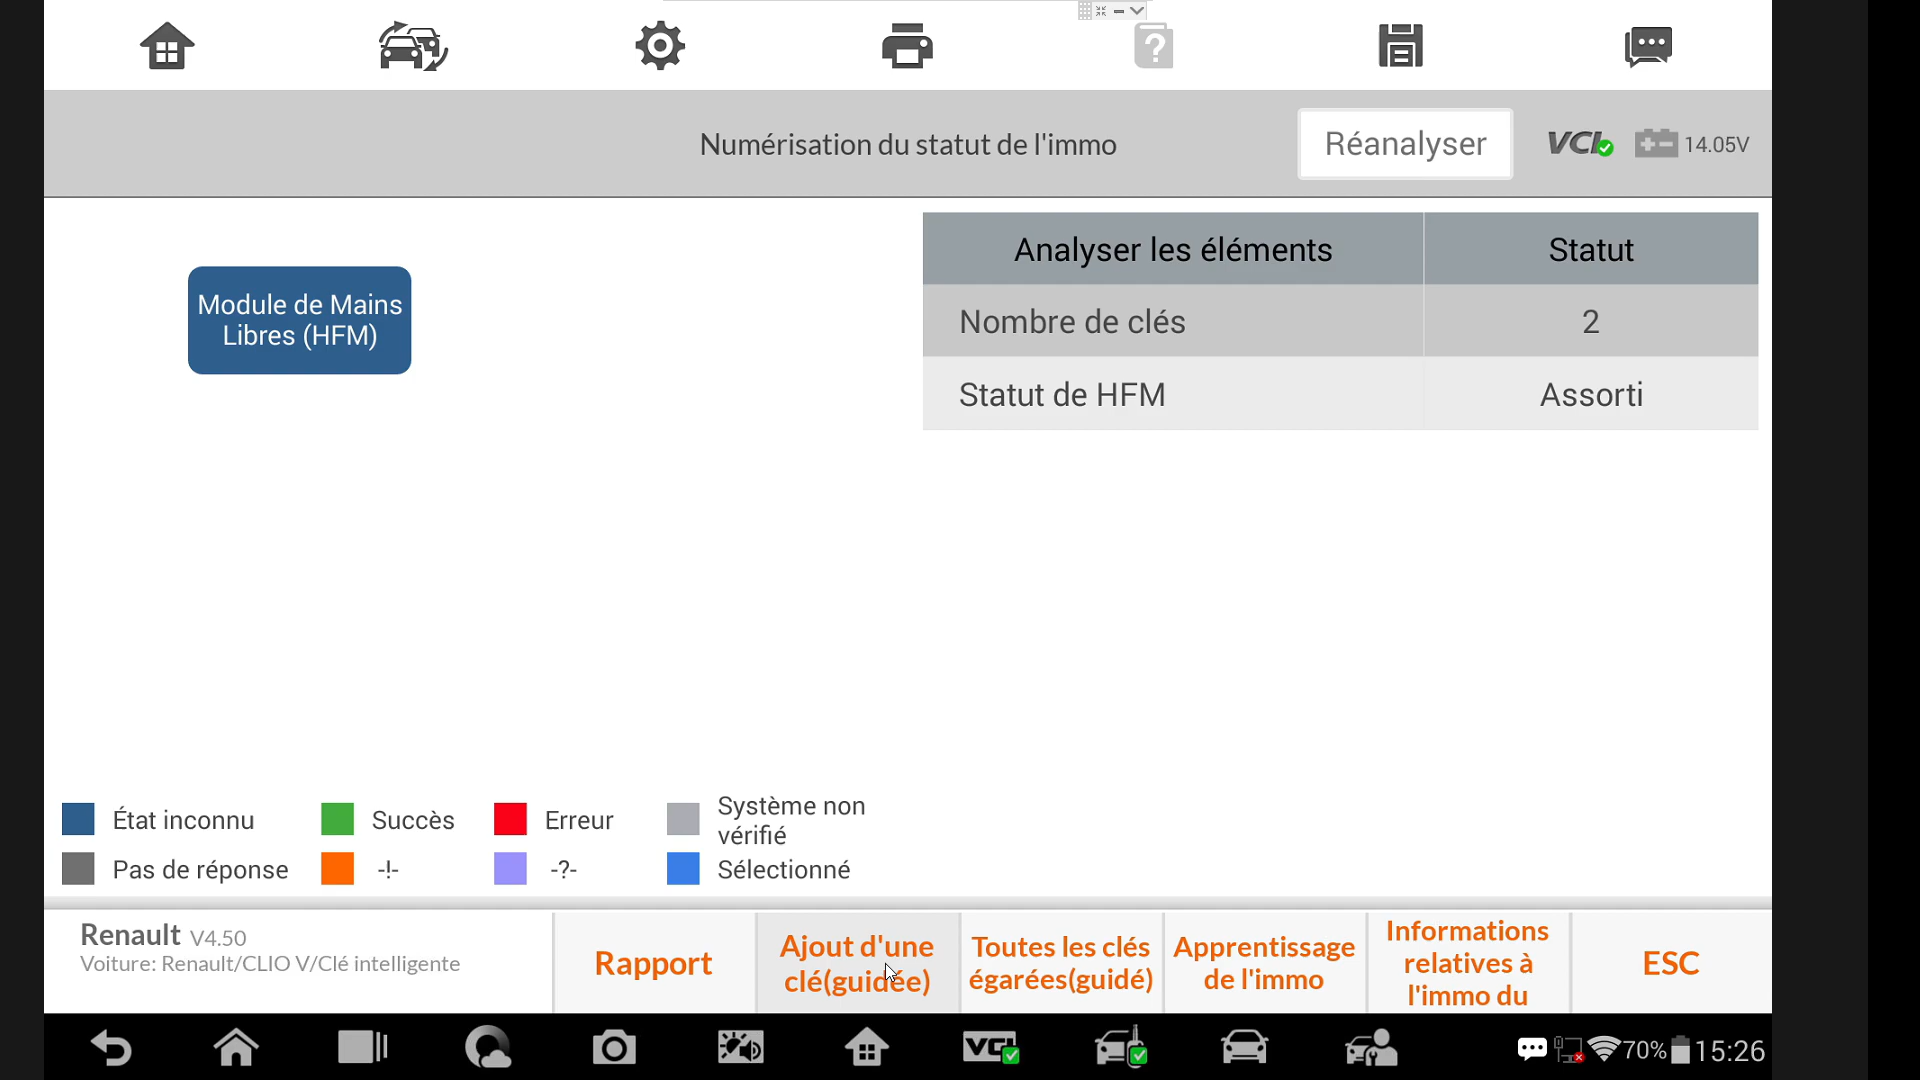 Numérisation du statut de l'immo
Réanalyser
VCI
14.05V
Module de Mains
Libres (HFM)
Analyser les éléments
Statut
Nombre de clés
2
Statut de HFM
Assorti
État inconnu
Succès
Erreur
Système non
vérifié
Pas de réponse
-!-
-?-
Sélectionné
Renault V4.50
Voiture: Renault/CLIO V/Clé intelligente
Rapport
Ajout d'une
clé(guidée)
Toutes les clés
égarées(guidé)
Apprentissage
de l'immo
Informations
relatives à
l'immo du
ESC
VCI
70%
15:26